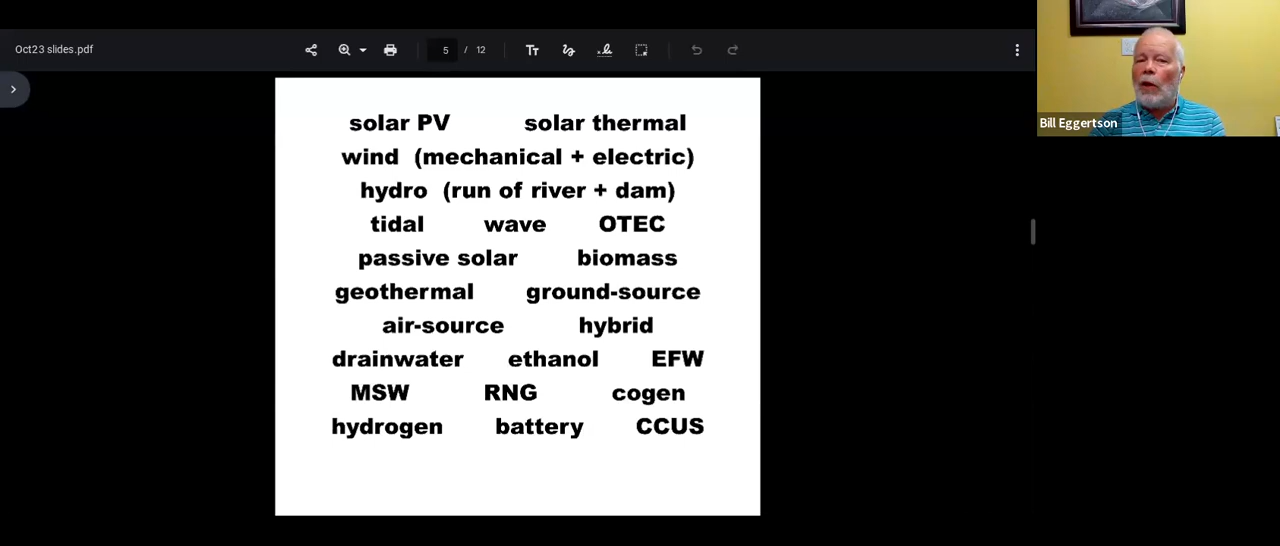 Oct23 slides.pdf
5 / 12
solar PV solar thermal
wind (mechanical + electric)
hydro (run of river + dam)
tidal wave OTEC
passive solar biomass
geothermal ground-source
air-source hybrid
drainwater ethanol EFW
MSW RNG cogen
hydrogen battery CCUS
Bill Eggertson